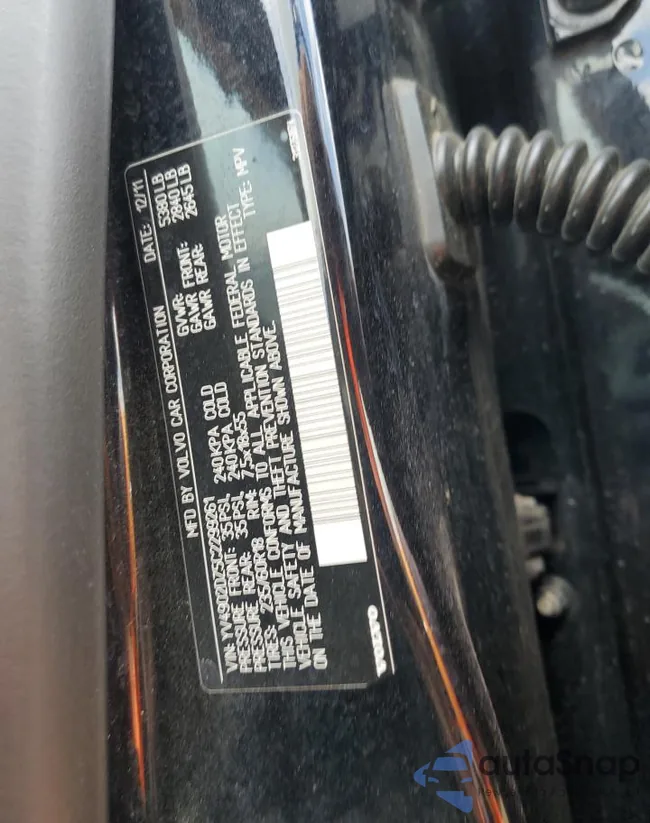 MFD BY VOLVO CAR CORPORATION DATE: 12/11
GVWR: 5380 LB
GAWR FRONT: 2840 LB
GAWR REAR: 2645 LB
VIN: YV4902DZ5C2299261
PRESSURE FRONT: 35 PSI, 240 KPA COLD
PRESSURE REAR: 35 PSI, 240 KPA COLD
TIRES: 235/60R18 RIM: 7,5x18x55
THIS VEHICLE CONFORMS TO ALL APPLICABLE FEDERAL MOTOR
VEHICLE SAFETY AND THEFT PREVENTION STANDARDS IN EFFECT
ON THE DATE OF MANUFACTURE SHOWN ABOVE. TYPE: MPV
VOLVO
autoSnap